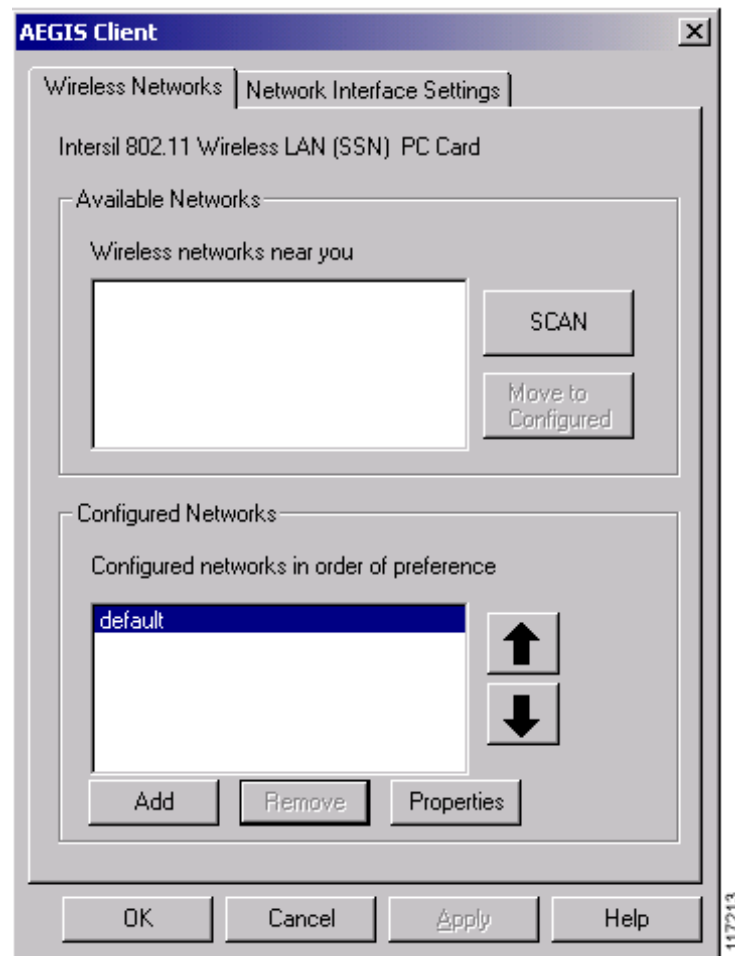 AEGIS Client
Wireless Networks
Network Interface Settings
Intersil 802.11 Wireless LAN (SSN) PC Card
Available Networks
Wireless networks near you
SCAN
Move to
Configured
Configured Networks
Configured networks in order of preference
default
Add
Remove
Properties
OK
Cancel
Apply
Help
117213